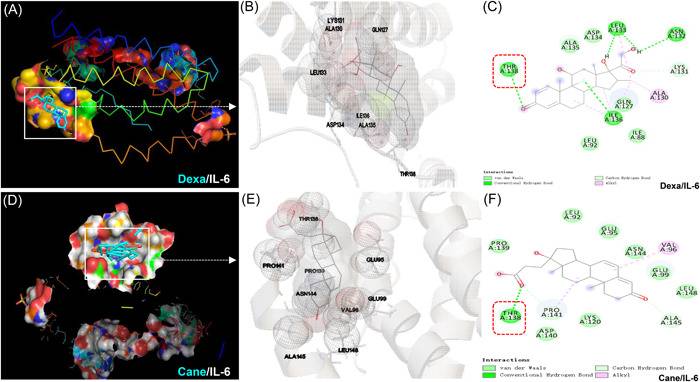 (A)
Dexa/IL-6
(B)
LYS131
ALA130
GLN127
LEU133
ASP134
ILE136
ALA135
THR138
(C)
LEU
A:133
ASN
A:132
ASP
A:134
ALA
A:135
THR
A:138
LYS
A:131
ALA
A:130
GLN
A:127
ILE
A:136
ILE
A:88
LEU
A:92
H
H
Interactions
van der Waals
Conventional Hydrogen Bond
Carbon Hydrogen Bond
Alkyl
Dexa/IL-6
(D)
Cane/IL-6
(E)
THR138
PRO141
PRO139
GLU95
ASN144
GLU99
VAL96
ALA145
LEU148
(F)
LEU
A:92
GLU
A:95
PRO
A:139
ASN
A:144
VAL
A:96
GLU
A:99
LEU
A:148
THR
A:138
PRO
A:141
LYS
A:120
ASP
A:140
ALA
A:145
Interactions
van der Waals
Conventional Hydrogen Bond
Carbon Hydrogen Bond
Alkyl
Cane/IL-6